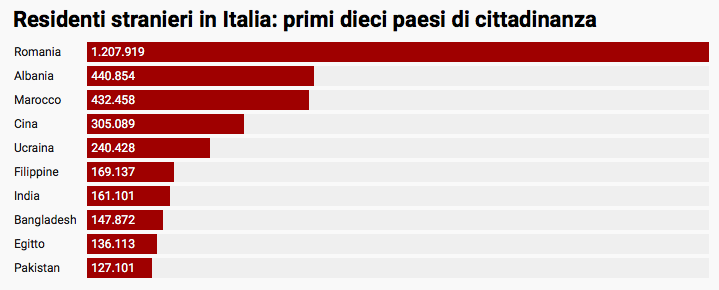 Residenti stranieri in Italia: primi dieci paesi di cittadinanza
Romania 1.207.919
Albania 440.854
Marocco 432.458
Cina 305.089
Ucraina 240.428
Filippine 169.137
India 161.101
Bangladesh 147.872
Egitto 136.113
Pakistan 127.101